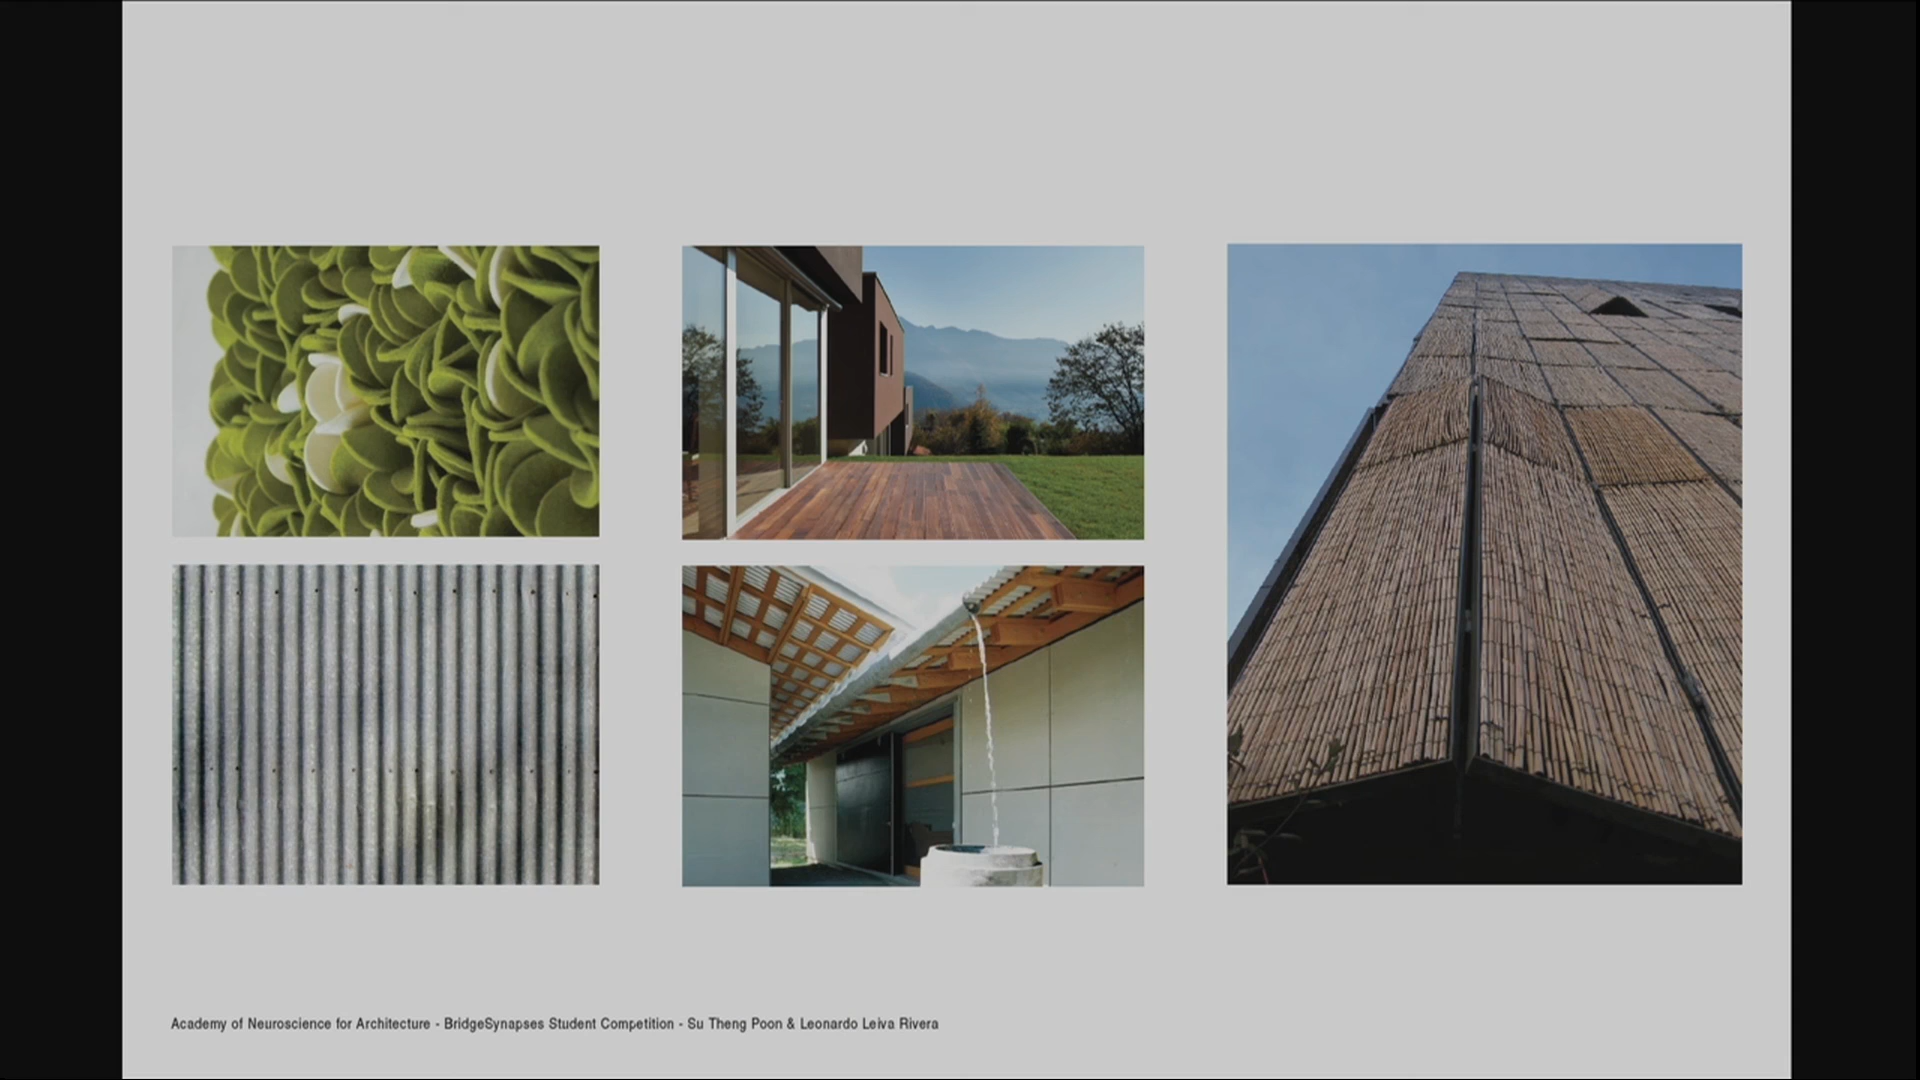 Academy of Neuroscience for Architecture - BridgeSynapses Student Competition - Su Theng Poon & Leonardo Leiva Rivera